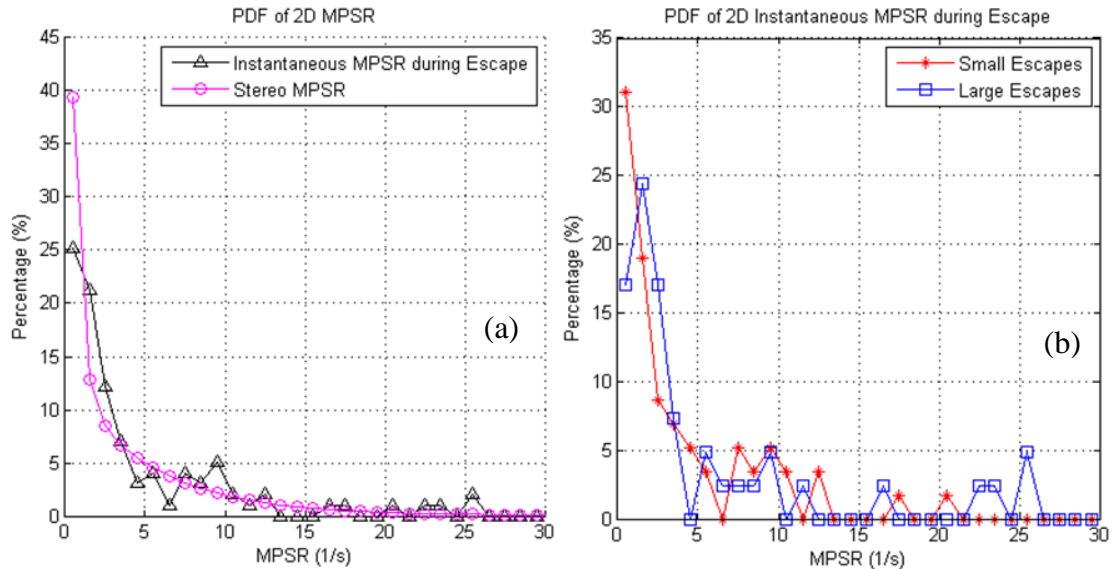 PDF of 2D MPSR
45
40
35
30
25
20
15
10
5
0
0 5 10 15 20 25 30
Percentage (%)
MPSR (1/s)
Instantaneous MPSR during Escape
Stereo MPSR
(a)
PDF of 2D Instantaneous MPSR during Escape
35
30
25
20
15
10
5
0
0 5 10 15 20 25 30
Percentage (%)
MPSR (1/s)
Small Escapes
Large Escapes
(b)